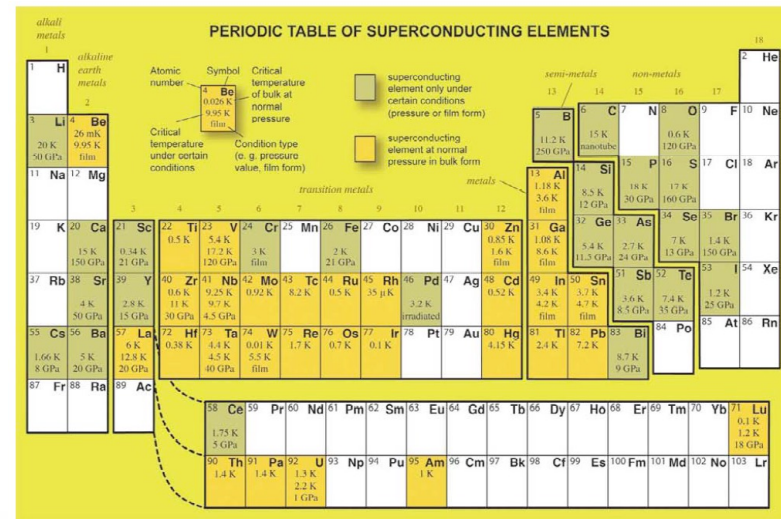 PERIODIC TABLE OF SUPERCONDUCTING ELEMENTS
alkali
metals
1
alkaline
earth
metals
2
Atomic
number
Symbol
Critical
temperature
of bulk at
normal
pressure
4 Be
0.026 K
9.95 K
film
Critical
temperature
under certain
conditions
Condition type
(e. g. pressure
value, film form)
superconducting
element only under
certain conditions
(pressure or film form)
superconducting
element at normal
pressure in bulk form
semi-metals
non-metals
metals
transition metals
13 14 15 16 17 18
3 4 5 6 7 8 9 10 11 12
1 H
2 He
3 Li
20 K
50 GPa
4 Be
26 mK
9.95 K
film
5 B
11.2 K
250 GPa
6 C
15 K
nanotube
7 N
8 O
0.6 K
120 GPa
9 F
10 Ne
11 Na
12 Mg
13 Al
1.18 K
3.6 K
film
14 Si
8.5 K
12 GPa
15 P
18 K
30 GPa
16 S
17 K
160 GPa
17 Cl
18 Ar
19 K
20 Ca
15 K
150 GPa
21 Sc
0.34 K
21 GPa
22 Ti
0.5 K
23 V
5.4 K
17.2 K
120 GPa
24 Cr
3 K
film
25 Mn
26 Fe
2 K
21 GPa
27 Co
28 Ni
29 Cu
30 Zn
0.85 K
1.6 K
film
31 Ga
1.08 K
8.6 K
film
32 Ge
5.4 K
11.5 GPa
33 As
2.7 K
24 GPa
34 Se
7 K
13 GPa
35 Br
1.4 K
150 GPa
36 Kr
37 Rb
38 Sr
4 K
50 GPa
39 Y
2.8 K
15 GPa
40 Zr
0.6 K
11 K
30 GPa
41 Nb
9.25 K
9.7 K
4.5 GPa
42 Mo
0.92 K
43 Tc
8.2 K
44 Ru
0.5 K
45 Rh
35 μK
46 Pd
3.2 K
irradiated
47 Ag
48 Cd
0.52 K
49 In
3.4 K
4.2 K
film
50 Sn
3.7 K
4.7 K
film
51 Sb
3.6 K
8.5 GPa
52 Te
7.4 K
35 GPa
53 I
1.2 K
25 GPa
54 Xe
55 Cs
1.66 K
8 GPa
56 Ba
5 K
20 GPa
57 La
6 K
12.8 K
20 GPa
72 Hf
0.38 K
73 Ta
4.4 K
4.5 K
40 GPa
74 W
0.01 K
5.5 K
film
75 Re
1.7 K
76 Os
0.7 K
77 Ir
0.1 K
78 Pt
79 Au
80 Hg
4.15 K
81 Tl
2.4 K
82 Pb
7.2 K
83 Bi
8.7 K
9 GPa
84 Po
85 At
86 Rn
87 Fr
88 Ra
89 Ac
58 Ce
1.75 K
5 GPa
59 Pr
60 Nd
61 Pm
62 Sm
63 Eu
64 Gd
65 Tb
66 Dy
67 Ho
68 Er
69 Tm
70 Yb
71 Lu
0.1 K
1.2 K
18 GPa
90 Th
1.4 K
91 Pa
1.4 K
92 U
1.3 K
2.2 K
1 GPa
93 Np
94 Pu
95 Am
1 K
96 Cm
97 Bk
98 Cf
99 Es
100 Fm
101 Md
102 No
103 Lr